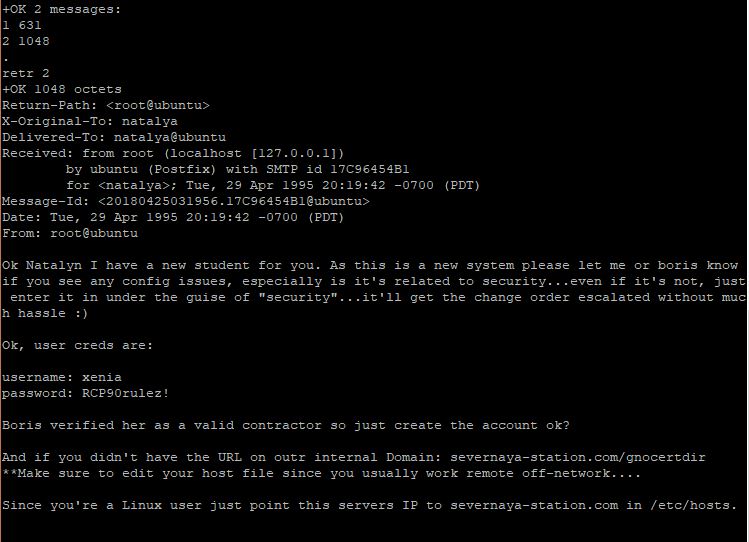 +OK 2 messages:
1 631
2 1048
.
retr 2
+OK 1048 octets
Return-Path: <root@ubuntu>
X-Original-To: natalya
Delivered-To: natalya@ubuntu
Received: from root (localhost [127.0.0.1])
        by ubuntu (Postfix) with SMTP id 17C96454B1
        for <natalya>; Tue, 29 Apr 1995 20:19:42 -0700 (PDT)
Message-Id: <20180425031956.17C96454B1@ubuntu>
Date: Tue, 29 Apr 1995 20:19:42 -0700 (PDT)
From: root@ubuntu

Ok Natalyn I have a new student for you. As this is a new system please let me or boris know
if you see any config issues, especially is it's related to security...even if it's not, just
 enter it in under the guise of "security"...it'll get the change order escalated without muc
h hassle :)

Ok, user creds are:

username: xenia
password: RCP90rulez!

Boris verified her as a valid contractor so just create the account ok?

And if you didn't have the URL on outr internal Domain: severnaya-station.com/gnocertdir
**Make sure to edit your host file since you usually work remote off-network....

Since you're a Linux user just point this servers IP to severnaya-station.com in /etc/hosts.